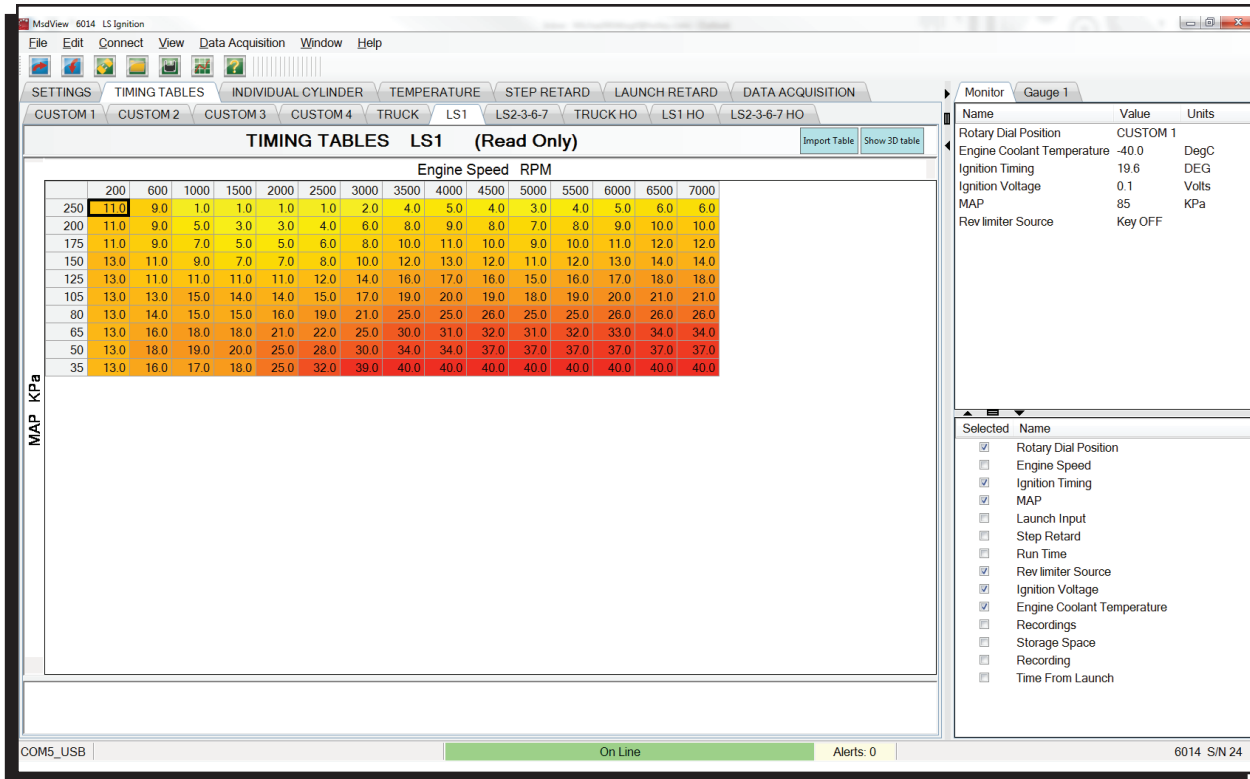 MsdView 6014 LS Ignition
File Edit Connect View Data Acquisition Window Help
SETTINGS TIMING TABLES INDIVIDUAL CYLINDER TEMPERATURE STEP RETARD LAUNCH RETARD DATA ACQUISITION
CUSTOM 1 CUSTOM 2 CUSTOM 3 CUSTOM 4 TRUCK LS1 LS2-3-6-7 TRUCK HO LS1 HO LS2-3-6-7 HO
TIMING TABLES LS1 (Read Only)
Import Table Show 3D table
Engine Speed RPM
200 600 1000 1500 2000 2500 3000 3500 4000 4500 5000 5500 6000 6500 7000
250 11.0 9.0 1.0 1.0 1.0 1.0 2.0 4.0 5.0 4.0 3.0 4.0 5.0 6.0 6.0
200 11.0 9.0 5.0 3.0 3.0 4.0 6.0 8.0 9.0 8.0 7.0 8.0 9.0 10.0 10.0
175 11.0 9.0 7.0 5.0 5.0 6.0 8.0 10.0 11.0 10.0 9.0 10.0 11.0 12.0 12.0
150 13.0 11.0 9.0 7.0 7.0 8.0 10.0 12.0 13.0 12.0 11.0 12.0 13.0 14.0 14.0
125 13.0 11.0 11.0 11.0 11.0 12.0 14.0 16.0 17.0 16.0 15.0 16.0 17.0 18.0 18.0
105 13.0 13.0 15.0 14.0 14.0 15.0 17.0 19.0 20.0 19.0 18.0 19.0 20.0 21.0 21.0
80 13.0 14.0 15.0 15.0 16.0 19.0 21.0 25.0 25.0 26.0 25.0 25.0 26.0 26.0 26.0
65 13.0 16.0 18.0 18.0 21.0 22.0 25.0 30.0 31.0 32.0 31.0 32.0 33.0 34.0 34.0
50 13.0 18.0 19.0 20.0 25.0 28.0 30.0 34.0 34.0 37.0 37.0 37.0 37.0 37.0 37.0
35 13.0 16.0 17.0 18.0 25.0 32.0 39.0 40.0 40.0 40.0 40.0 40.0 40.0 40.0 40.0
MAP KPa
Monitor Gauge 1
Name Value Units
Rotary Dial Position CUSTOM 1
Engine Coolant Temperature -40.0 DegC
Ignition Timing 19.6 DEG
Ignition Voltage 0.1 Volts
MAP 85 KPa
Rev limiter Source Key OFF
Selected Name
Rotary Dial Position
Engine Speed
Ignition Timing
MAP
Launch Input
Step Retard
Run Time
Rev limiter Source
Ignition Voltage
Engine Coolant Temperature
Recordings
Storage Space
Recording
Time From Launch
COM5_USB On Line Alerts: 0 6014 S/N 24